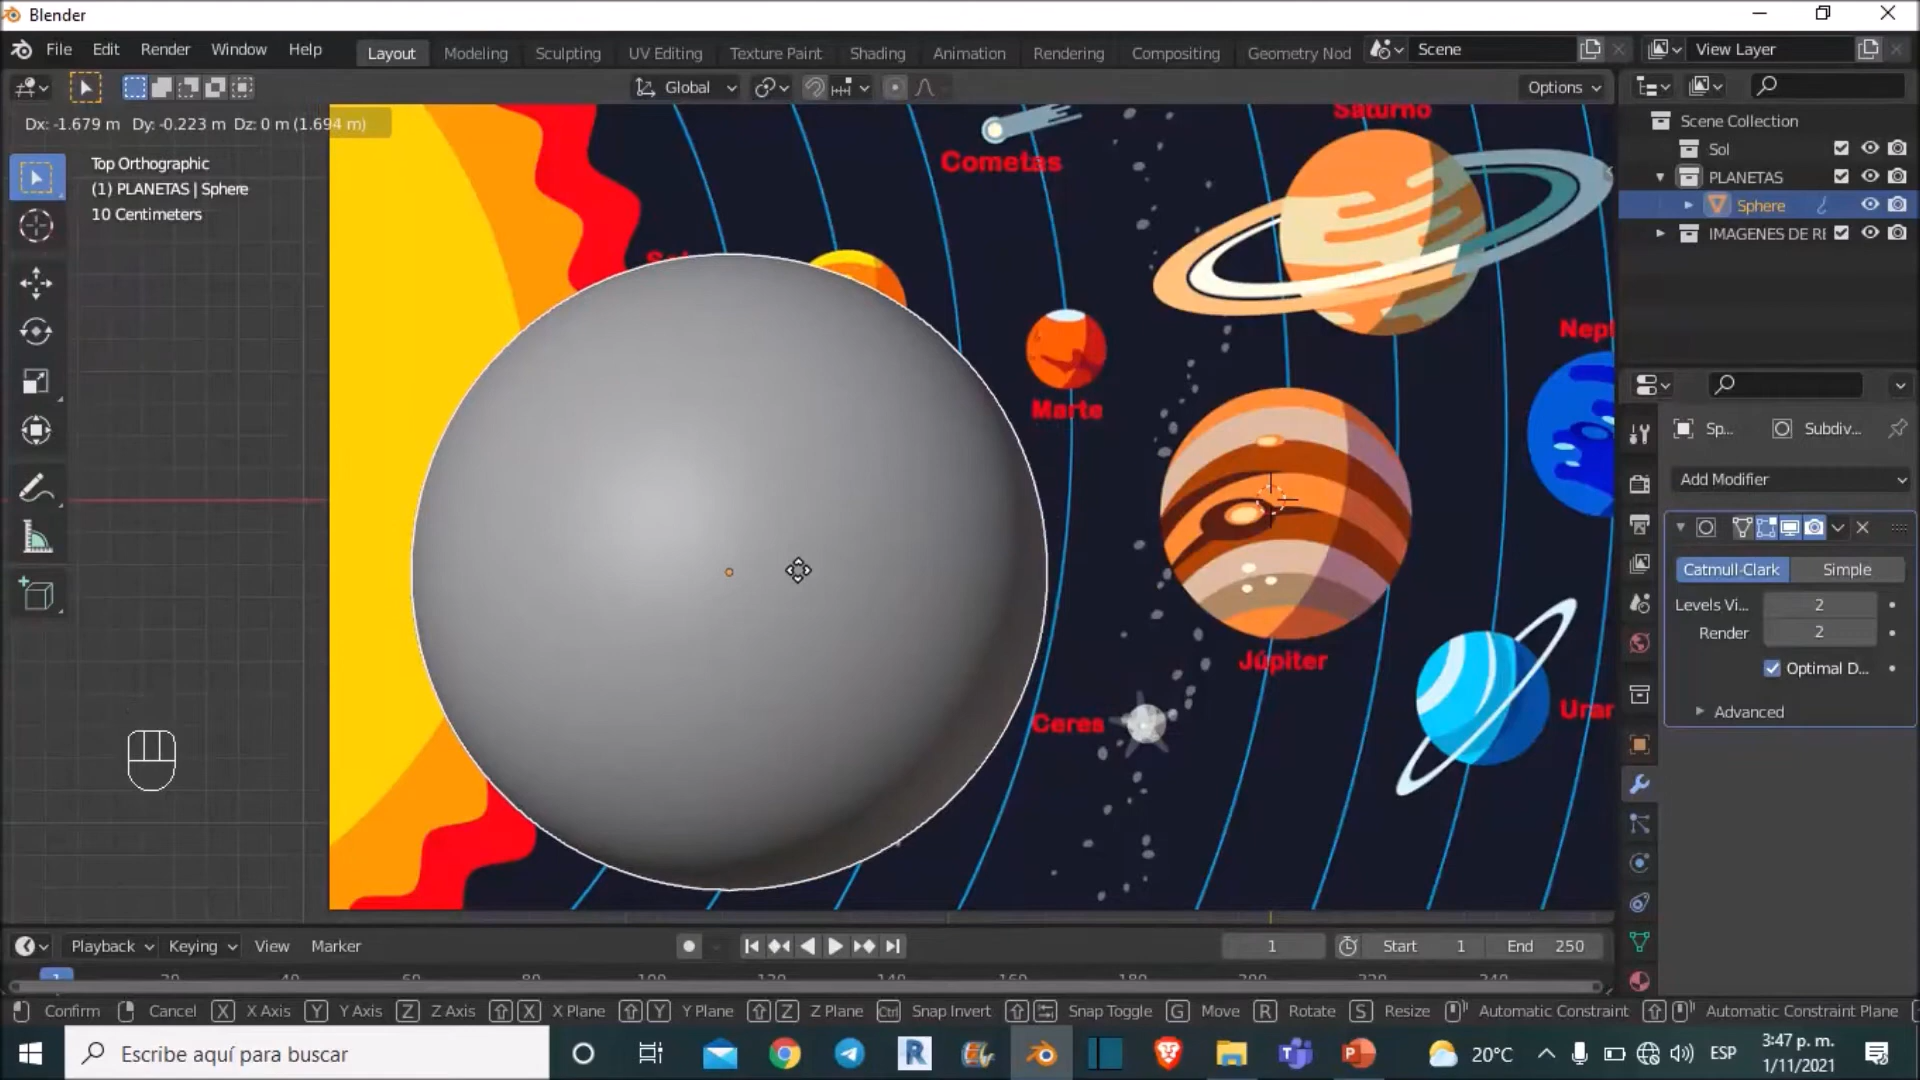 Blender
File Edit Render Window Help Layout Modeling Sculpting UV Editing Texture Paint Shading Animation Rendering Compositing Geometry Nod Scene View Layer
Global Options
Dx: -1.679 m Dy: -0.223 m Dz: 0 m (1.694 m)
Top Orthographic
(1) PLANETAS | Sphere
10 Centimeters
Saturno
Cometas
Marte
Nept
Júpiter
Ceres
Uran
Scene Collection
Sol
PLANETAS
Sphere
IMAGENES DE RE
Sp... Subdiv...
Add Modifier
Catmull-Clark Simple
Levels Vi... 2
Render 2
Optimal D...
Advanced
Playback Keying View Marker 1 Start 1 End 250
Confirm Cancel X X Axis Y Y Axis Z Z Axis X X Plane Y Y Plane Z Z Plane Ctrl Snap Invert Snap Toggle G Move R Rotate S Resize Automatic Constraint Automatic Constraint Plane
Escribe aquí para buscar
20°C ESP 3:47 p. m.
1/11/2021